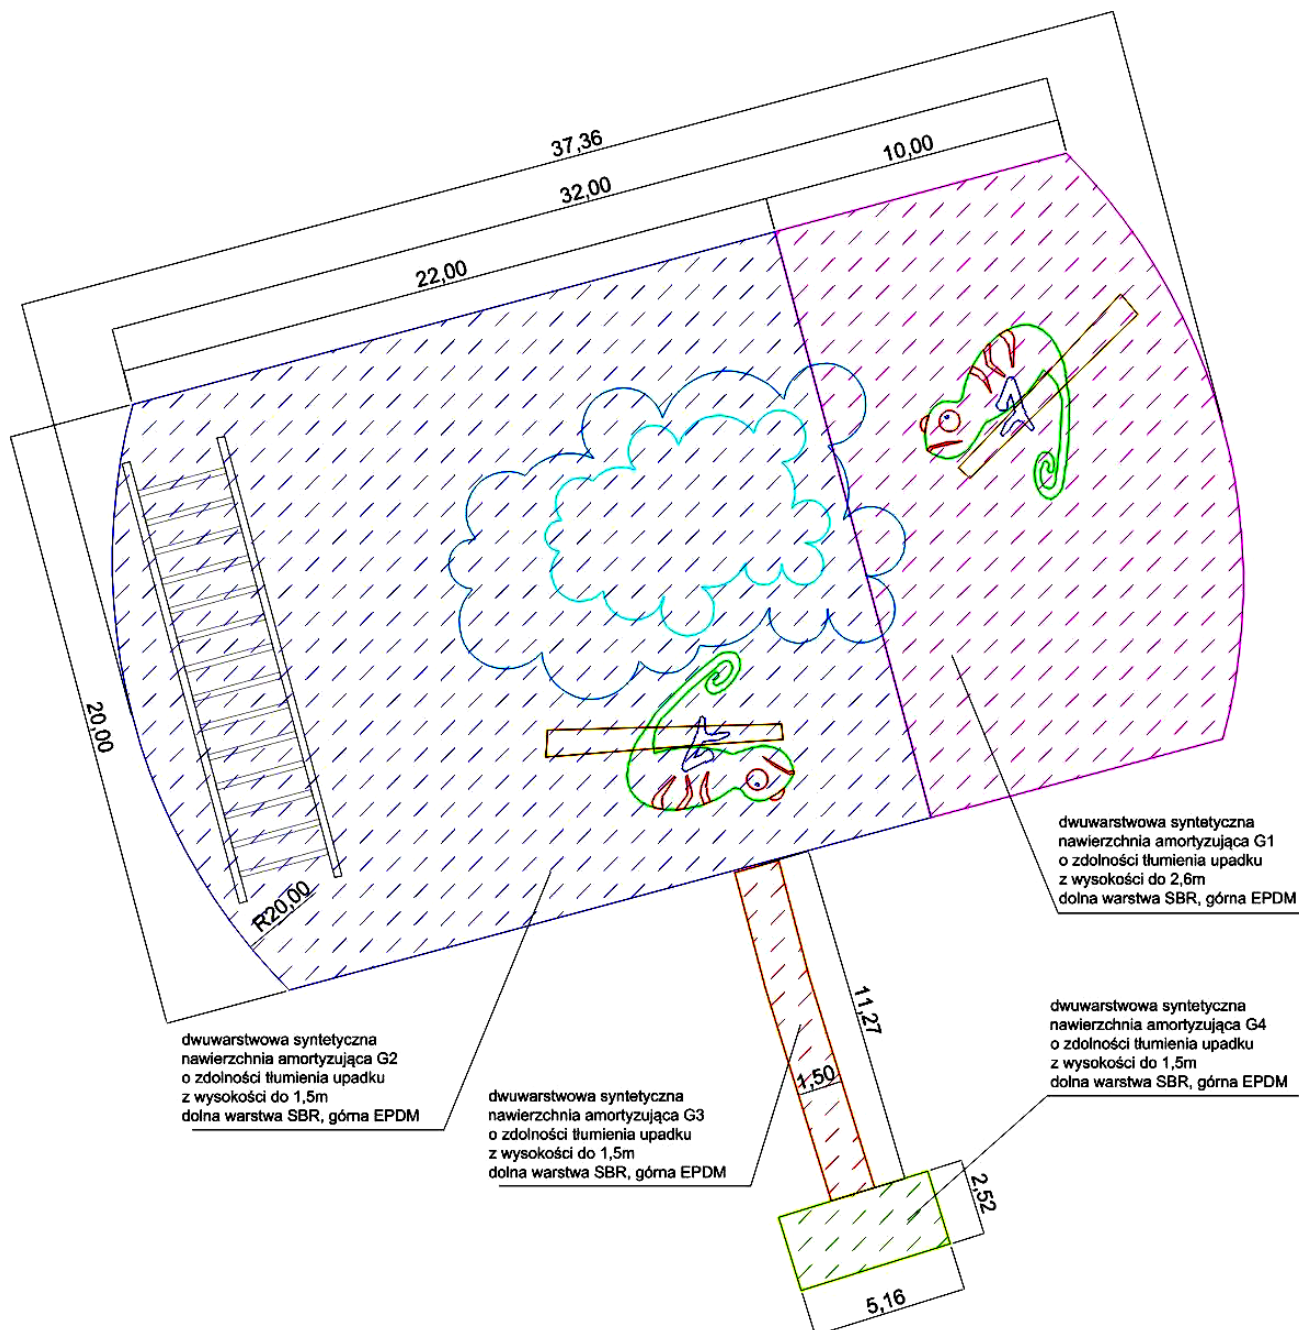 37,36
32,00
10,00
22,00
20,00
R20,00
dwuwarstwowa syntetyczna
nawierzchnia amortyzująca G1
o zdolności tłumienia upadku
z wysokości do 2,6m
dolna warstwa SBR, górna EPDM
11,27
1,50
dwuwarstwowa syntetyczna
nawierzchnia amortyzująca G4
o zdolności tłumienia upadku
z wysokości do 1,5m
dolna warstwa SBR, górna EPDM
dwuwarstwowa syntetyczna
nawierzchnia amortyzująca G2
o zdolności tłumienia upadku
z wysokości do 1,5m
dolna warstwa SBR, górna EPDM
dwuwarstwowa syntetyczna
nawierzchnia amortyzująca G3
o zdolności tłumienia upadku
z wysokości do 1,5m
dolna warstwa SBR, górna EPDM
2,52
5,16